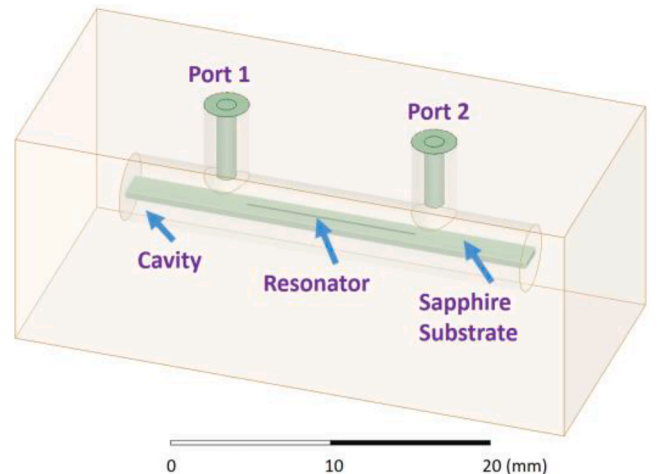 Port 1
Port 2
Cavity
Resonator
Sapphire
Substrate
0 10 20 (mm)